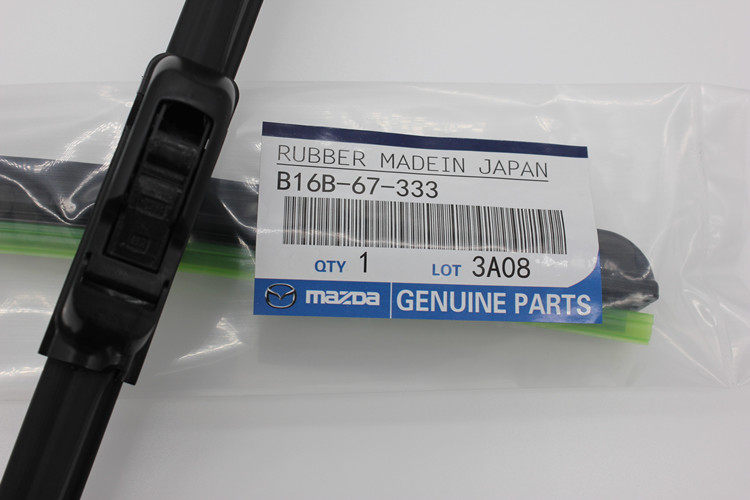 RUBBER MADEIN JAPAN
B16B-67-333
QTY 1 LOT 3A08
mazda GENUINE PARTS